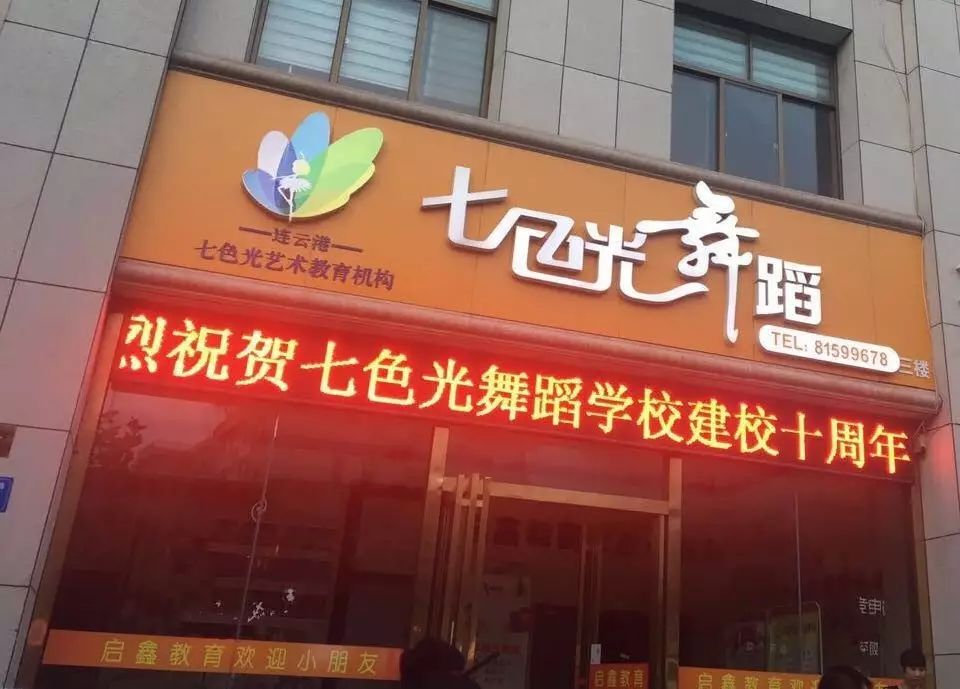 连云港
七色光艺术教育机构
七色光舞蹈
TEL: 81599678
三楼
烈祝贺七色光舞蹈学校建校十周年
启鑫教育欢迎小朋友
启鑫教育
启鑫教育欢迎